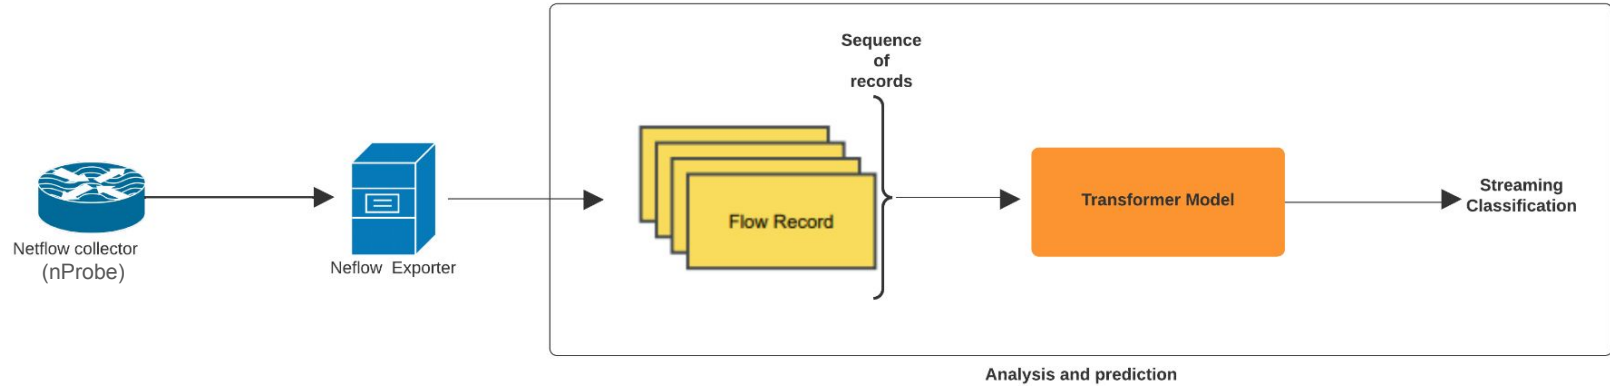 Netflow collector
(nProbe)
Neflow Exporter
Sequence
of
records
Flow Record
Transformer Model
Streaming
Classification
Analysis and prediction